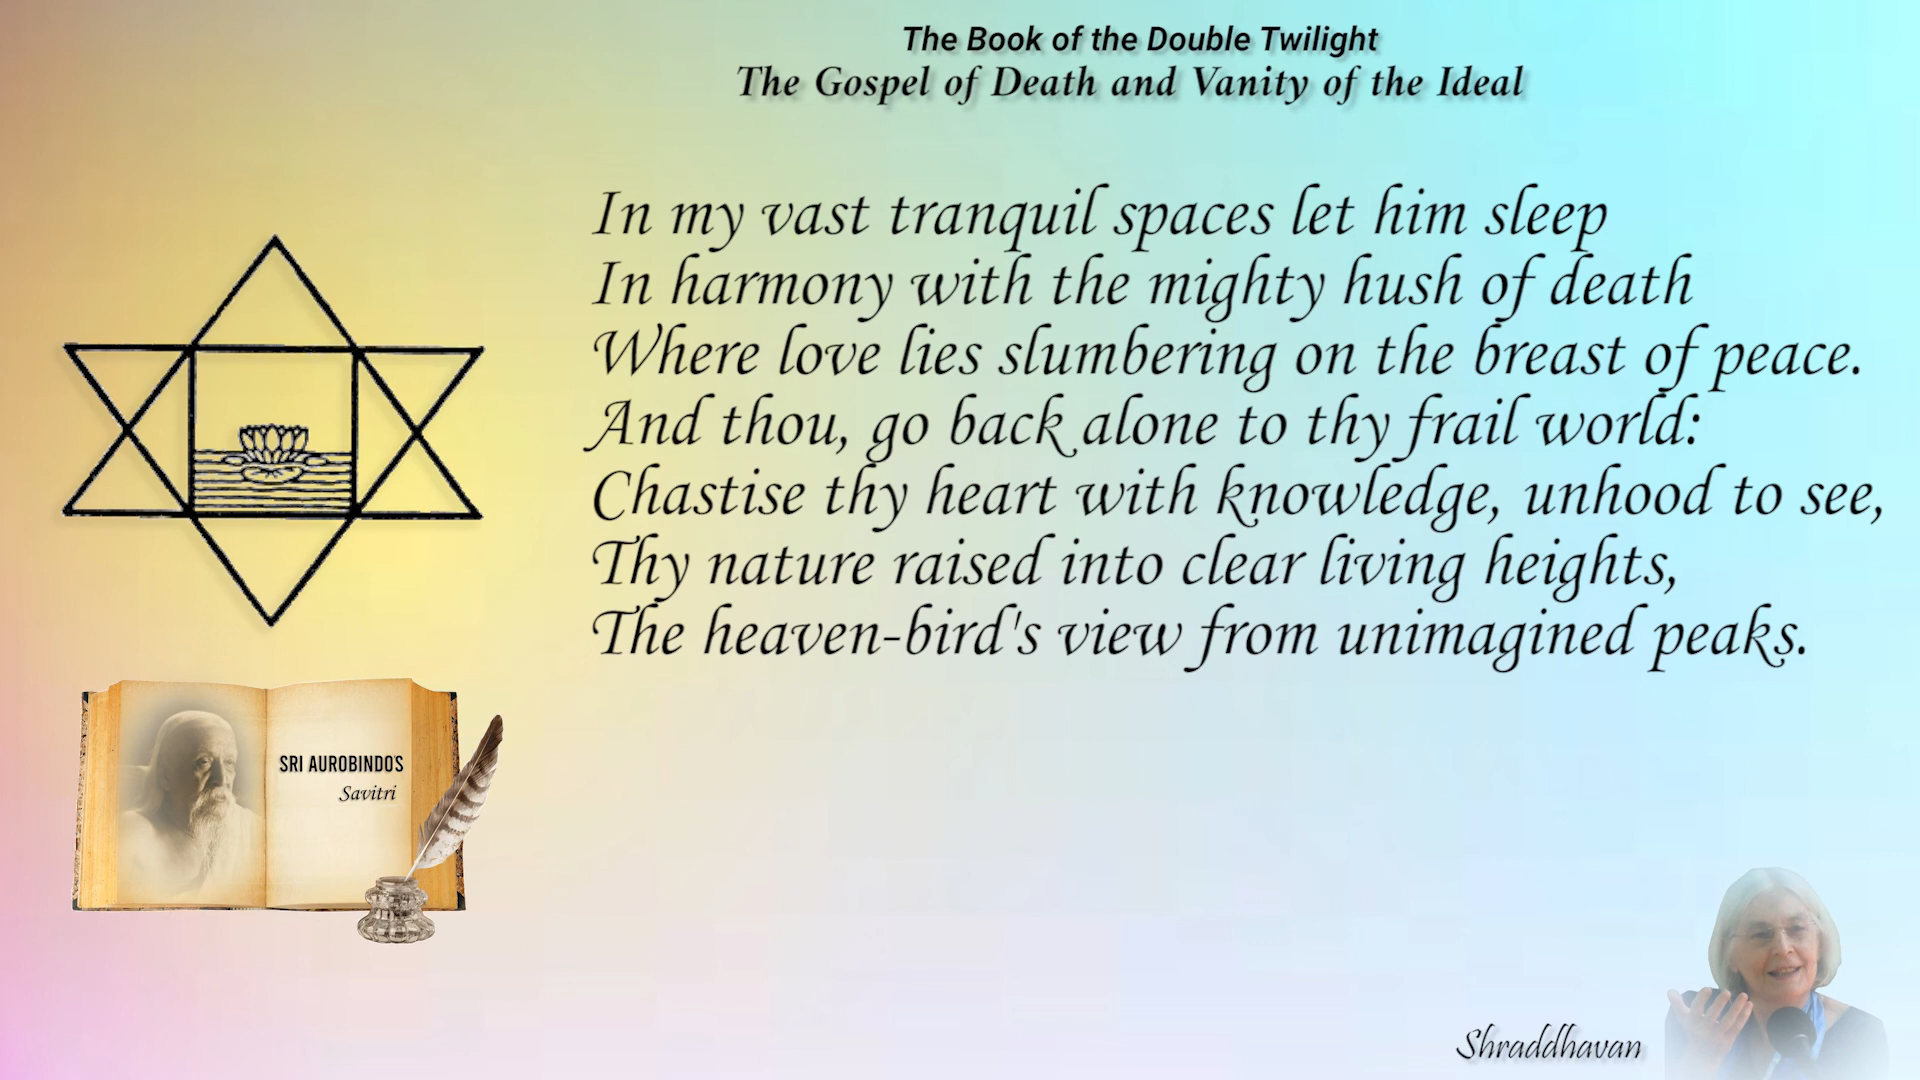 The Book of the Double Twilight
The Gospel of Death and Vanity of the Ideal
In my vast tranquil spaces let him sleep
In harmony with the mighty hush of death
Where love lies slumbering on the breast of peace.
And thou, go back alone to thy frail world:
Chastise thy heart with knowledge, unhood to see,
Thy nature raised into clear living heights,
The heaven-bird's view from unimagined peaks.
SRI AUROBINDO'S
Savitri
Shraddhavan